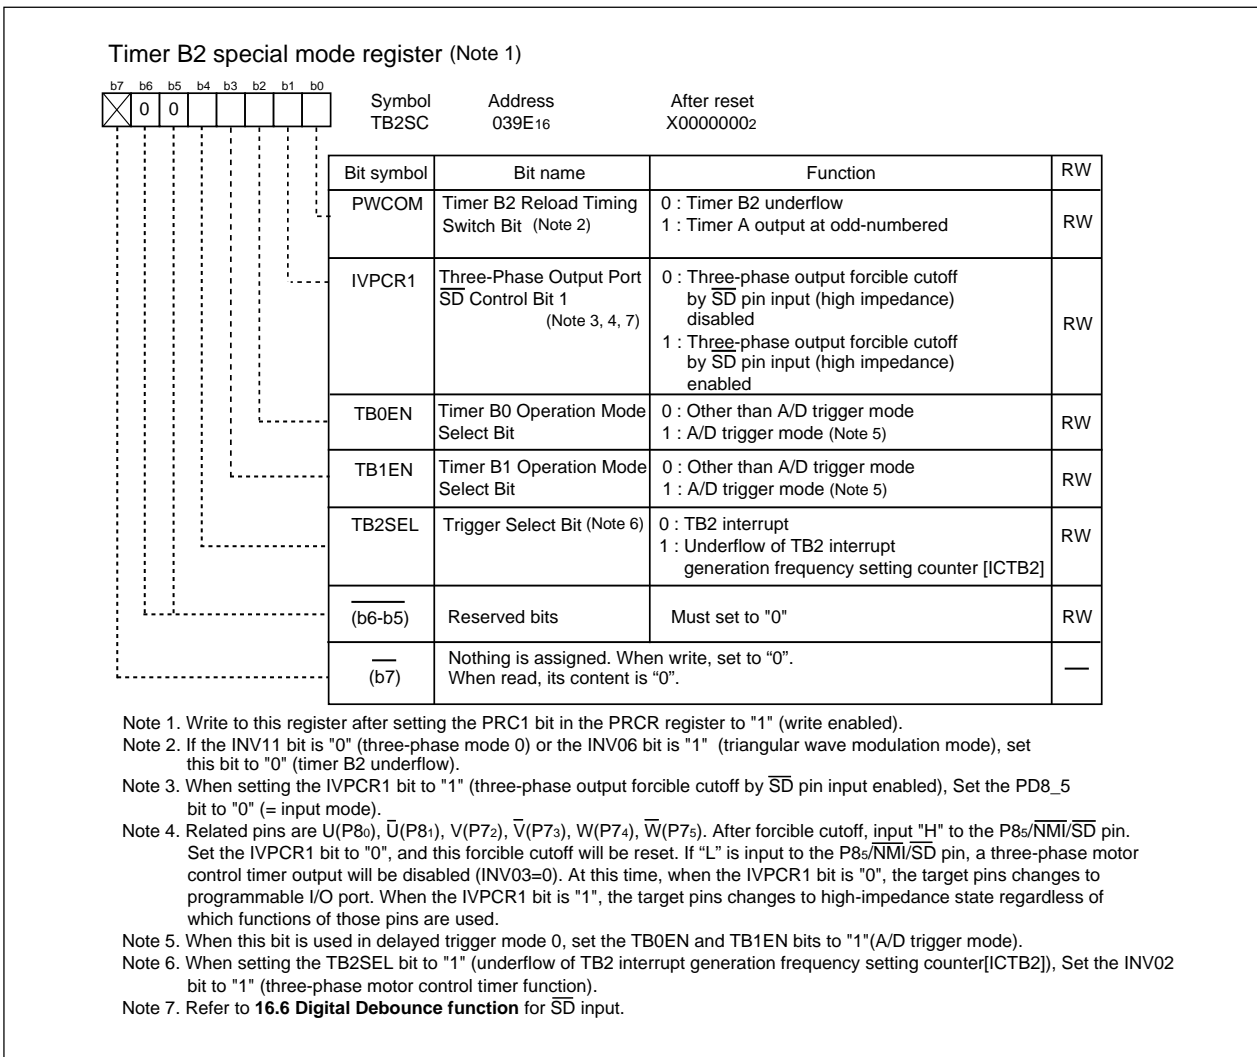 Timer B2 special mode register (Note 1)
b7 b6 b5 b4 b3 b2 b1 b0
0 0
Symbol Address After reset
TB2SC 039E16 X00000002
Bit symbol Bit name Function RW
PWCOM Timer B2 Reload Timing 0 : Timer B2 underflow
Switch Bit (Note 2) 1 : Timer A output at odd-numbered RW
IVPCR1 Three-Phase Output Port 0 : Three-phase output forcible cutoff
S̅D̅ Control Bit 1 by S̅D̅ pin input (high impedance)
(Note 3, 4, 7) disabled
RW
1 : Three-phase output forcible cutoff
by S̅D̅ pin input (high impedance)
enabled
TB0EN Timer B0 Operation Mode 0 : Other than A/D trigger mode
Select Bit 1 : A/D trigger mode (Note 5) RW
TB1EN Timer B1 Operation Mode 0 : Other than A/D trigger mode
Select Bit 1 : A/D trigger mode (Note 5) RW
TB2SEL Trigger Select Bit (Note 6) 0 : TB2 interrupt
1 : Underflow of TB2 interrupt RW
generation frequency setting counter [ICTB2]
(b6-b5) Reserved bits Must set to "0" RW
Nothing is assigned. When write, set to “0”.
(b7) When read, its content is “0”. —
Note 1. Write to this register after setting the PRC1 bit in the PRCR register to "1" (write enabled).
Note 2. If the INV11 bit is "0" (three-phase mode 0) or the INV06 bit is "1" (triangular wave modulation mode), set
this bit to "0" (timer B2 underflow).
Note 3. When setting the IVPCR1 bit to "1" (three-phase output forcible cutoff by S̅D̅ pin input enabled), Set the PD8_5
bit to "0" (= input mode).
Note 4. Related pins are U(P80), U̅(P81), V(P72), V̅(P73), W(P74), W̅(P75). After forcible cutoff, input "H" to the P85/N̅M̅I̅/S̅D̅ pin.
Set the IVPCR1 bit to "0", and this forcible cutoff will be reset. If “L” is input to the P85/N̅M̅I̅/S̅D̅ pin, a three-phase motor
control timer output will be disabled (INV03=0). At this time, when the IVPCR1 bit is "0", the target pins changes to
programmable I/O port. When the IVPCR1 bit is "1", the target pins changes to high-impedance state regardless of
which functions of those pins are used.
Note 5. When this bit is used in delayed trigger mode 0, set the TB0EN and TB1EN bits to "1"(A/D trigger mode).
Note 6. When setting the TB2SEL bit to "1" (underflow of TB2 interrupt generation frequency setting counter[ICTB2]), Set the INV02
bit to "1" (three-phase motor control timer function).
Note 7. Refer to 16.6 Digital Debounce function for S̅D̅ input.